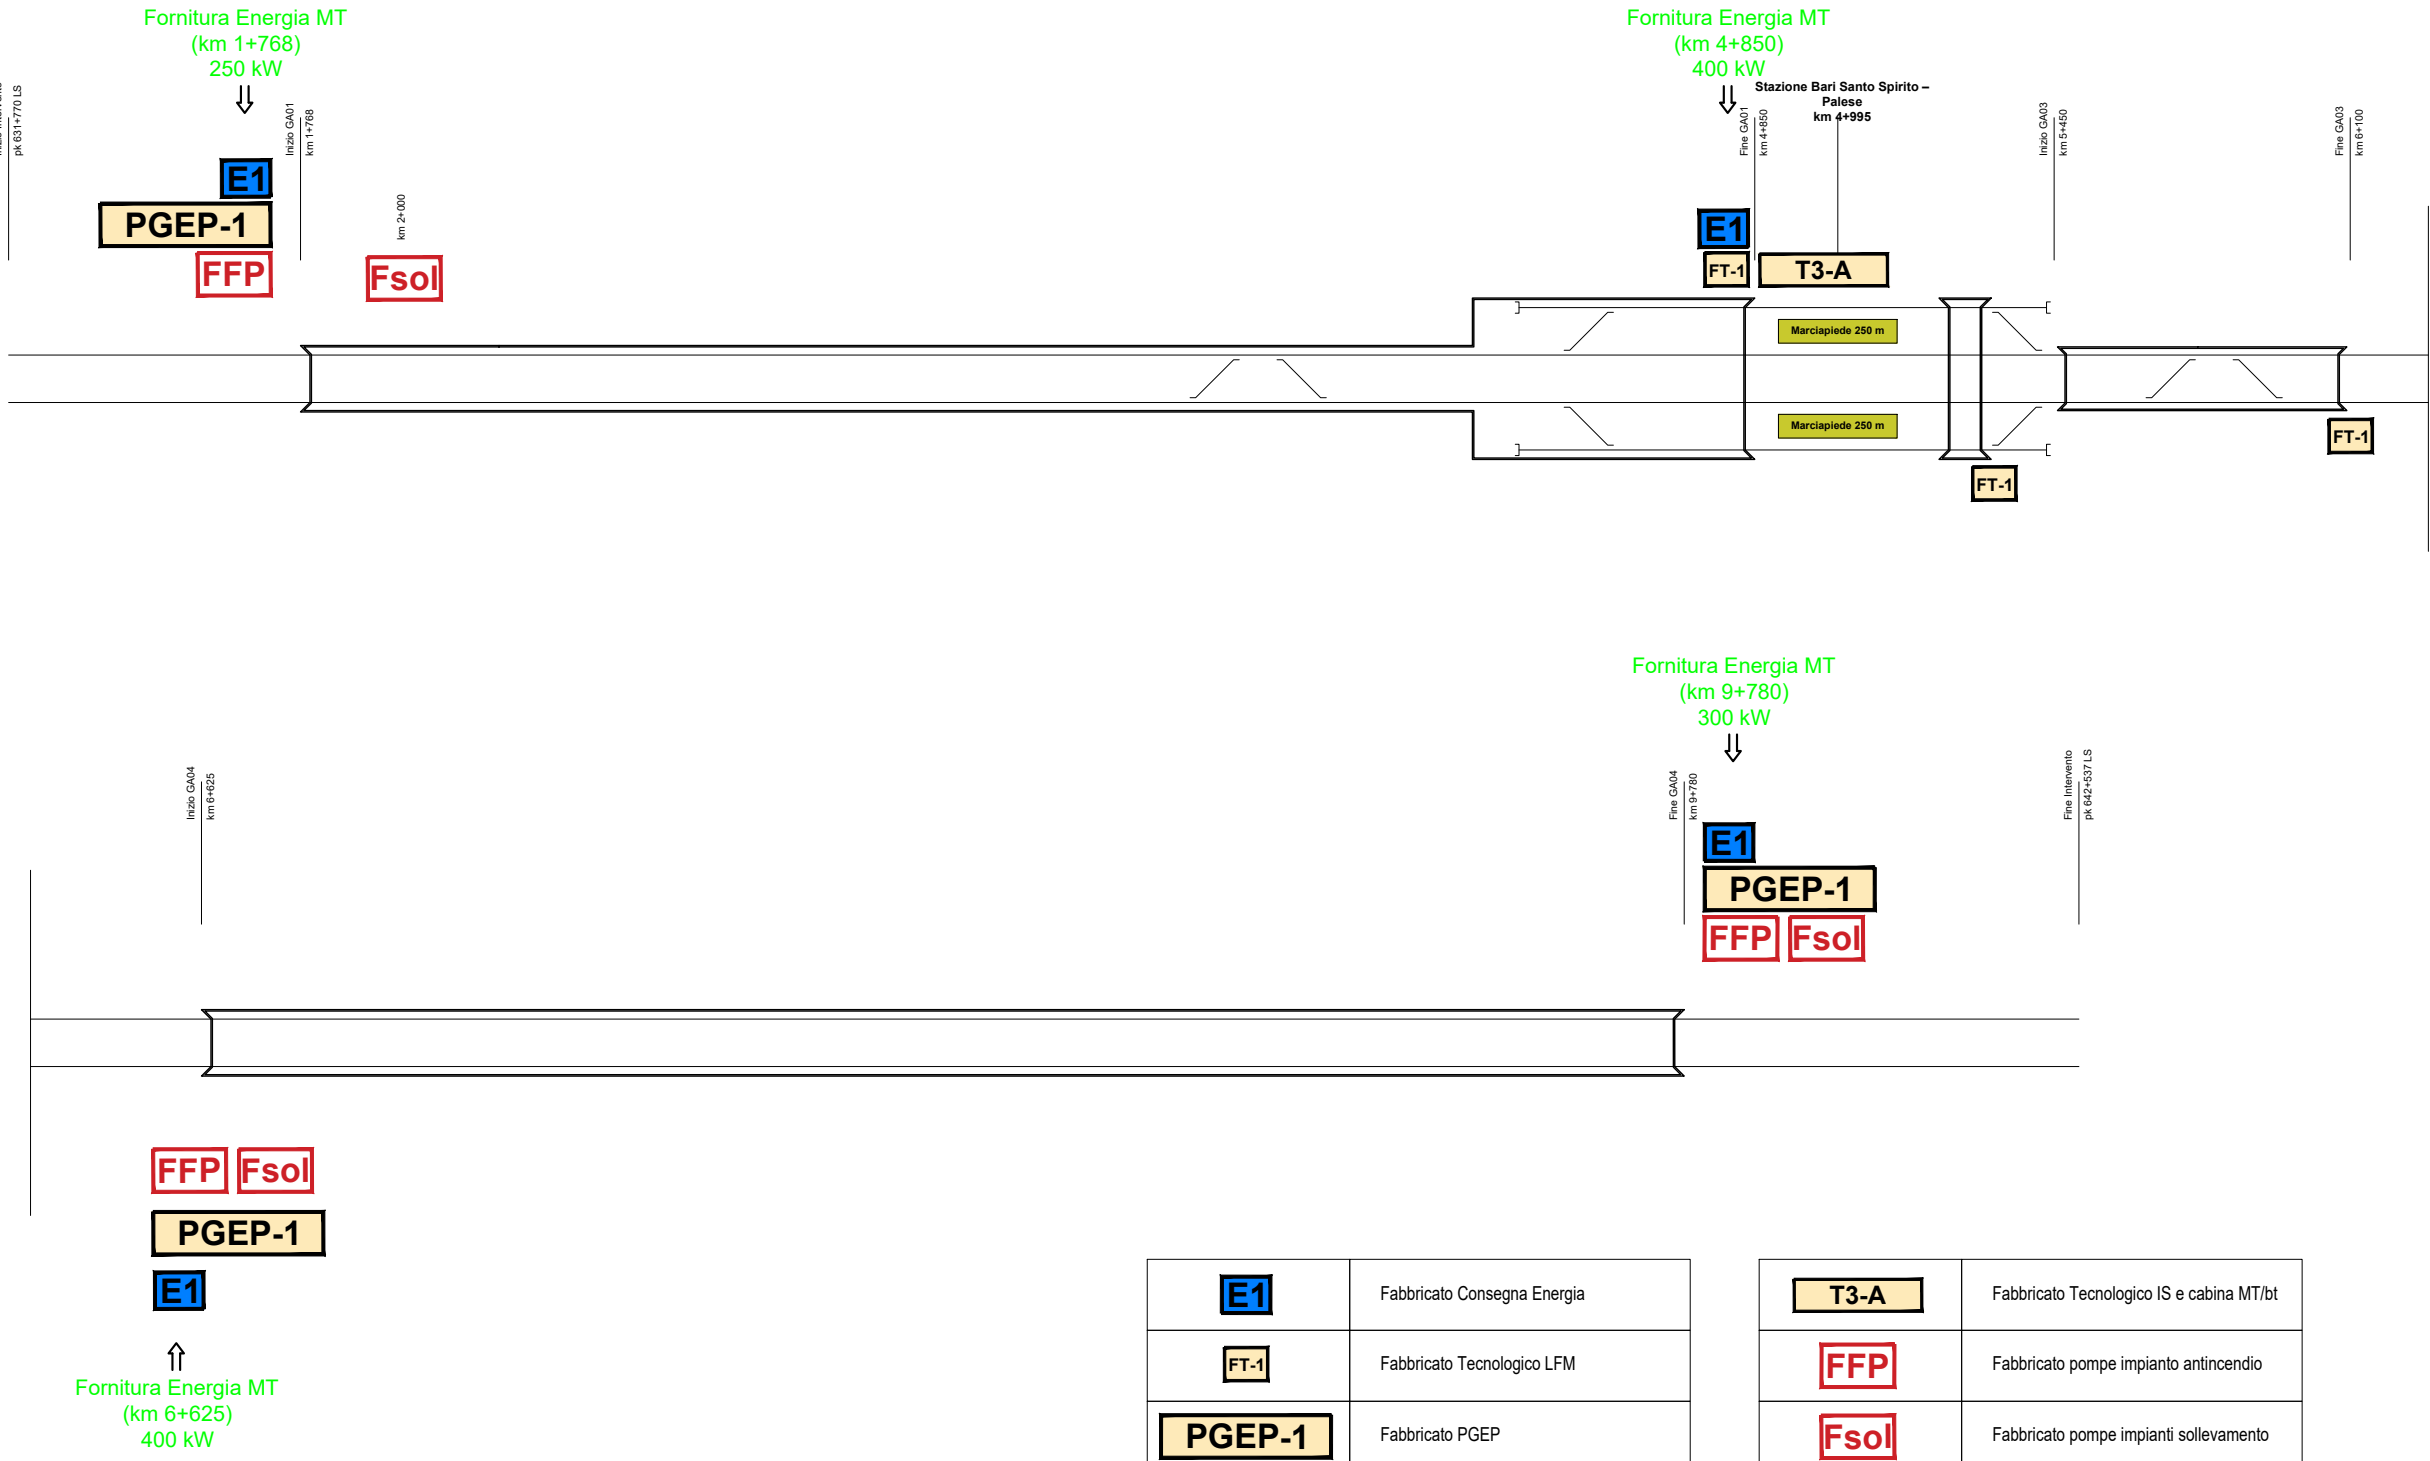 Fornitura Energia MT
(km 1+768)
250 kW
Fornitura Energia MT
(km 4+850)
400 kW
Stazione Bari Santo Spirito –
Palese
km 4+995
pk 631+770 LS
Inizio GA01
km 1+768
km 2+000
Fine GA01
km 4+850
Inizio GA03
km 5+450
Fine GA03
km 6+100
E1
PGEP-1
FFP
Fsol
E1
FT-1
T3-A
Marciapiede 250 m
Marciapiede 250 m
FT-1
FT-1
Fornitura Energia MT
(km 9+780)
300 kW
Inizio GA04
km 6+625
Fine GA04
km 9+780
Fine Intervento
pk 642+537 LS
E1
PGEP-1
FFP
Fsol
FFP
Fsol
PGEP-1
E1
Fornitura Energia MT
(km 6+625)
400 kW
E1
Fabbricato Consegna Energia
FT-1
Fabbricato Tecnologico LFM
PGEP-1
Fabbricato PGEP
T3-A
Fabbricato Tecnologico IS e cabina MT/bt
FFP
Fabbricato pompe impianto antincendio
Fsol
Fabbricato pompe impianti sollevamento